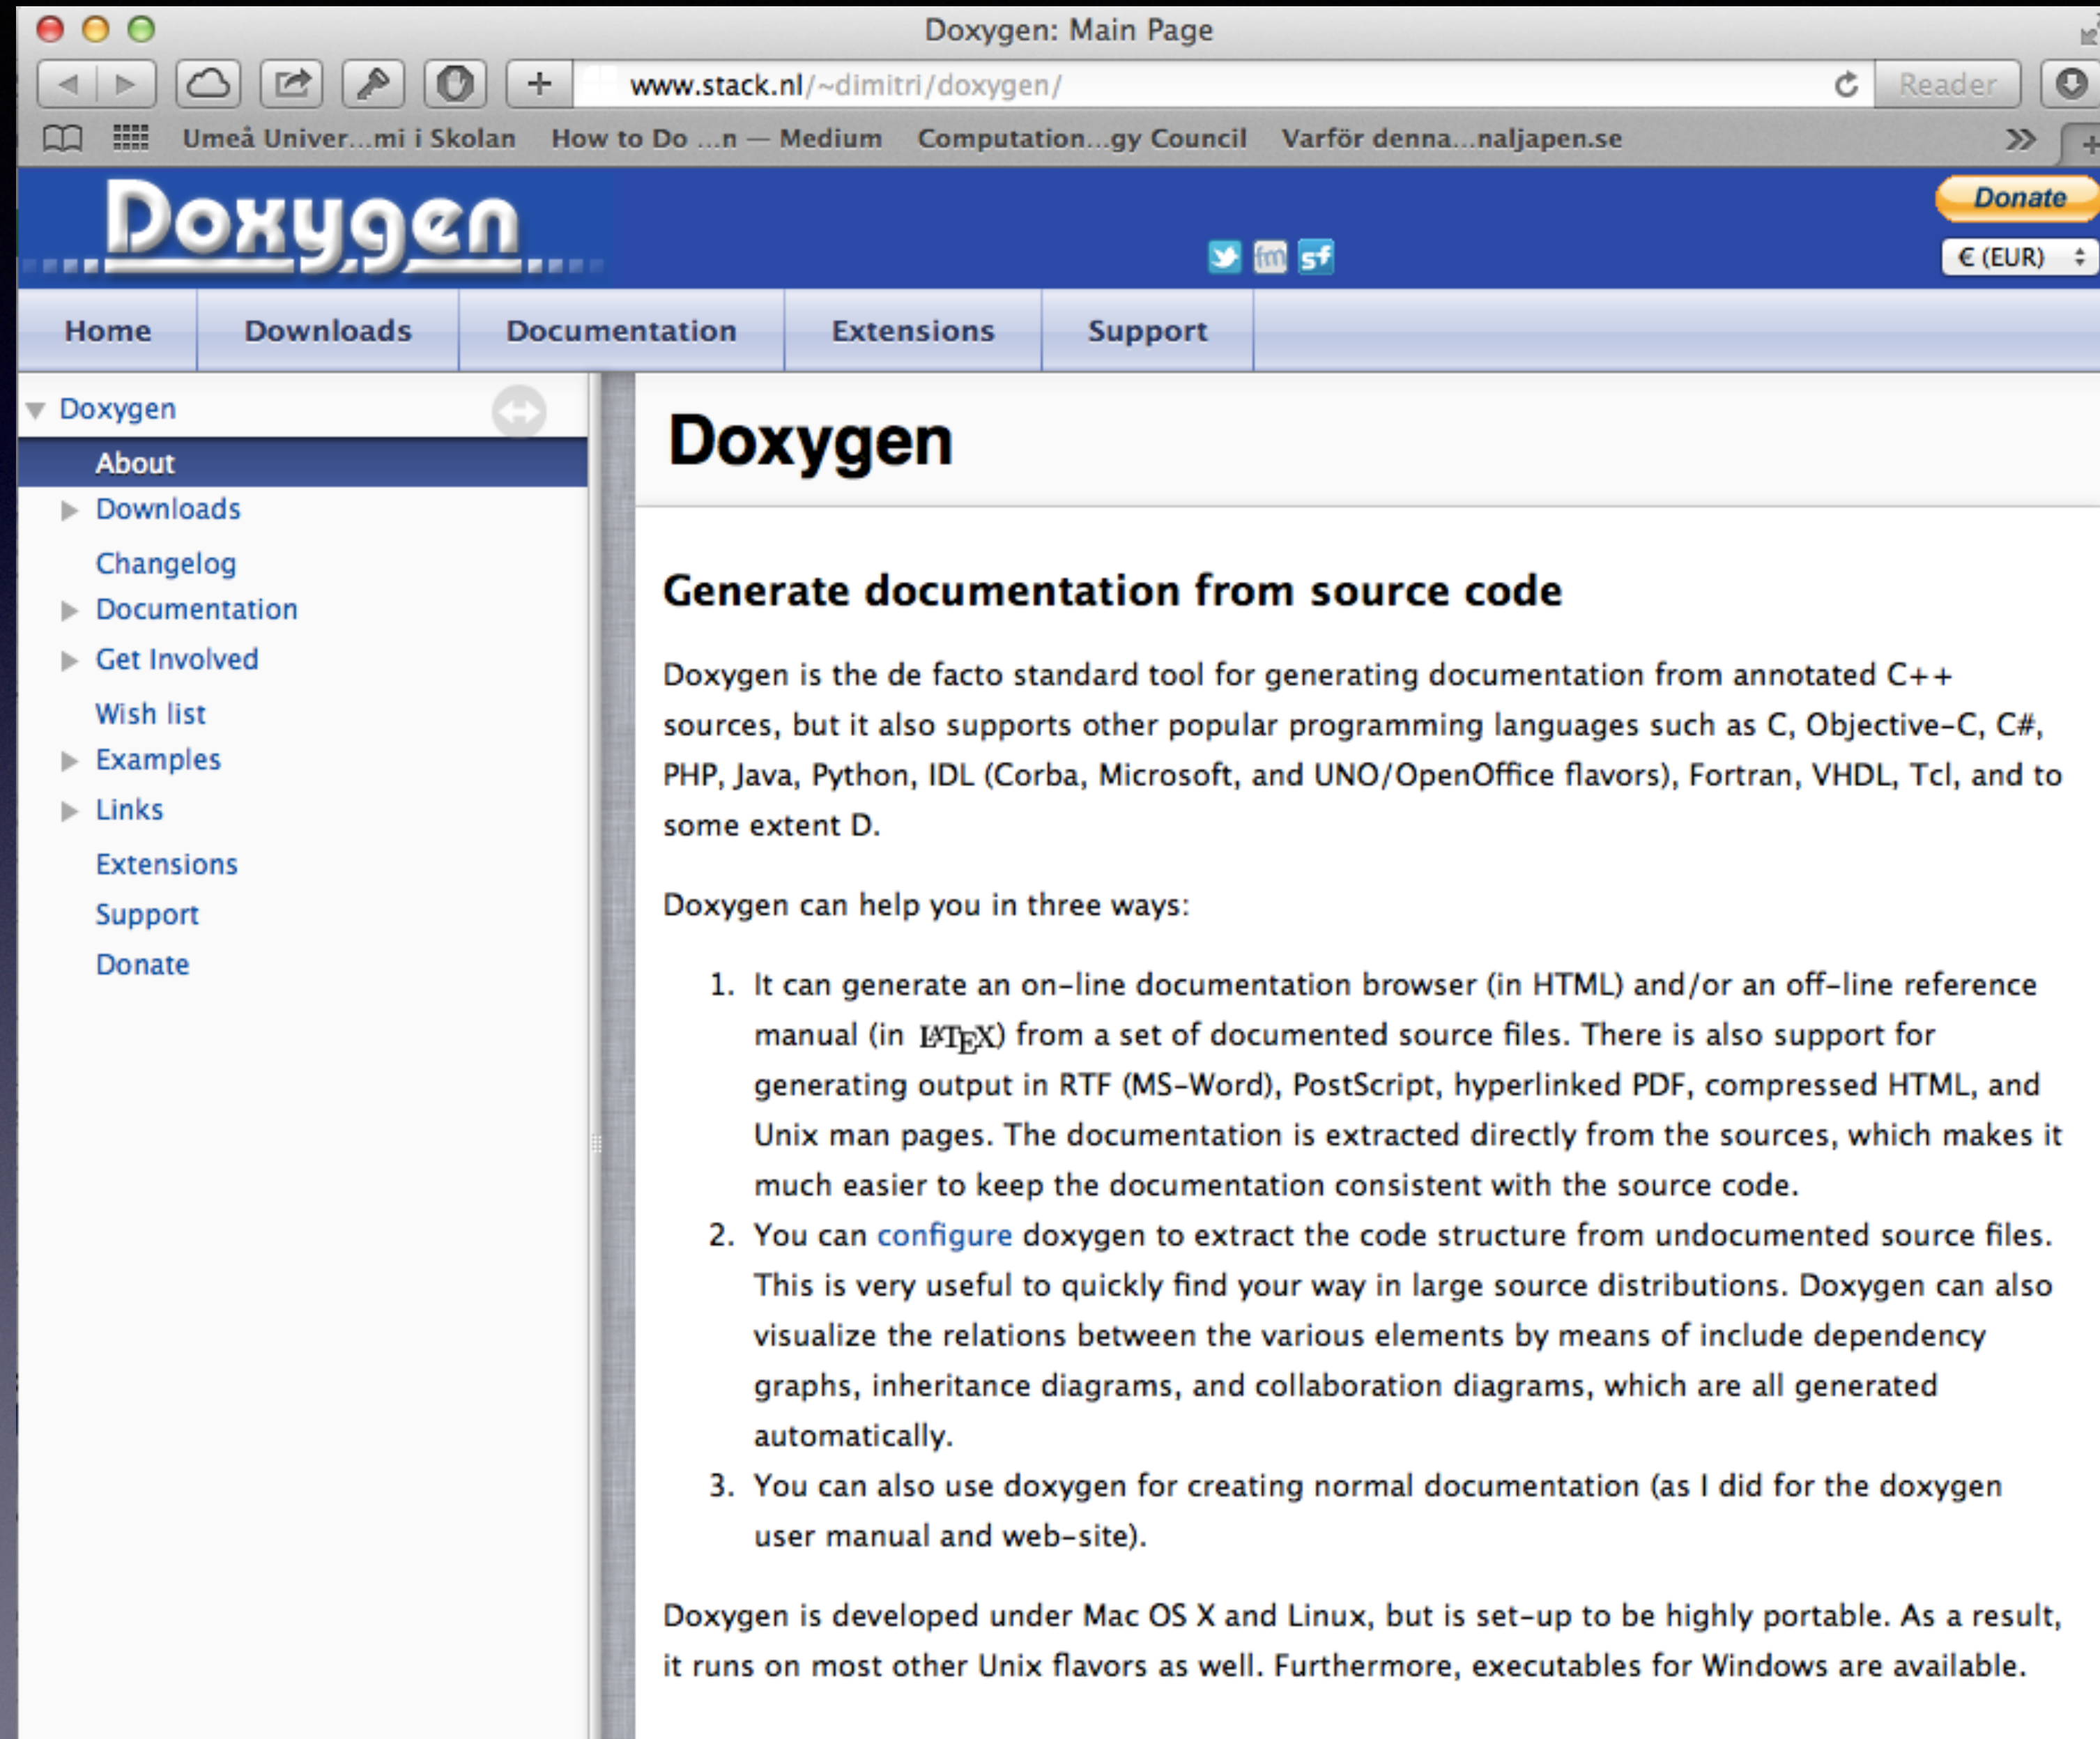 Doxygen: Main Page
www.stack.nl/~dimitri/doxygen/
Reader
Umeå Univer...mi i Skolan How to Do ...n — Medium Computation...gy Council Varför denna...naljapen.se
Doxygen
Donate
fm sf
€ (EUR)
Home Downloads Documentation Extensions Support
Doxygen
About
Downloads
Changelog
Documentation
Get Involved
Wish list
Examples
Links
Extensions
Support
Donate
Doxygen
Generate documentation from source code
Doxygen is the de facto standard tool for generating documentation from annotated C++
sources, but it also supports other popular programming languages such as C, Objective-C, C#,
PHP, Java, Python, IDL (Corba, Microsoft, and UNO/OpenOffice flavors), Fortran, VHDL, Tcl, and to
some extent D.
Doxygen can help you in three ways:
1. It can generate an on-line documentation browser (in HTML) and/or an off-line reference
manual (in LATEX) from a set of documented source files. There is also support for
generating output in RTF (MS-Word), PostScript, hyperlinked PDF, compressed HTML, and
Unix man pages. The documentation is extracted directly from the sources, which makes it
much easier to keep the documentation consistent with the source code.
2. You can configure doxygen to extract the code structure from undocumented source files.
This is very useful to quickly find your way in large source distributions. Doxygen can also
visualize the relations between the various elements by means of include dependency
graphs, inheritance diagrams, and collaboration diagrams, which are all generated
automatically.
3. You can also use doxygen for creating normal documentation (as I did for the doxygen
user manual and web-site).
Doxygen is developed under Mac OS X and Linux, but is set-up to be highly portable. As a result,
it runs on most other Unix flavors as well. Furthermore, executables for Windows are available.